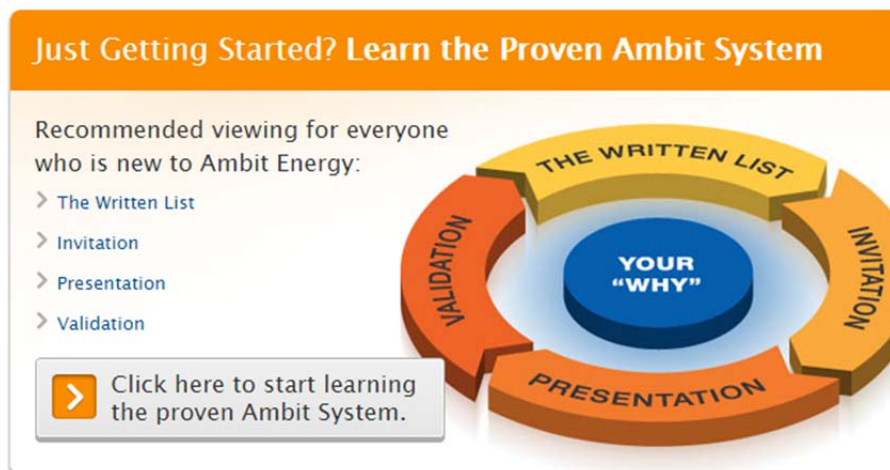 Just Getting Started? Learn the Proven Ambit System
Recommended viewing for everyone
who is new to Ambit Energy:
The Written List
Invitation
Presentation
Validation
Click here to start learning
the proven Ambit System.
THE WRITTEN LIST
INVITATION
PRESENTATION
VALIDATION
YOUR
“WHY”